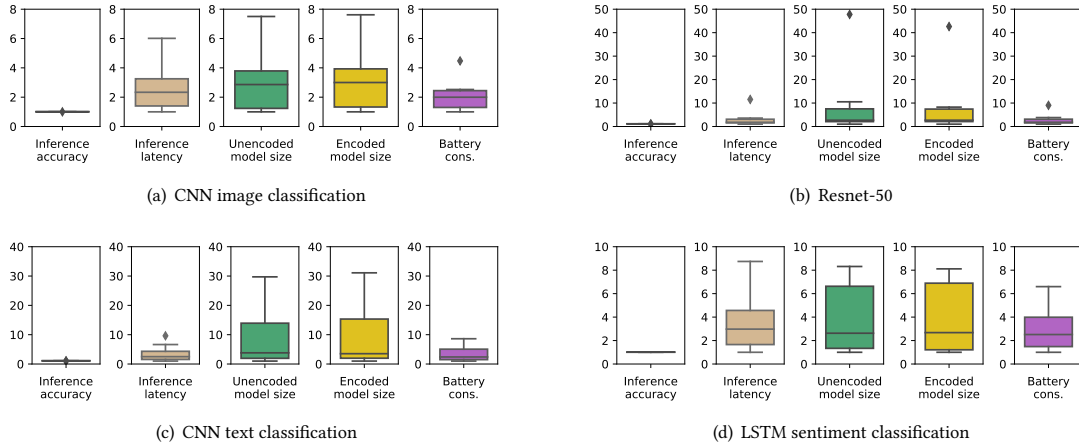 8 8 8 8 8
6 6 6 6 6
4 4 4 4 4
2 2 2 2 2
0 0 0 0 0
Inference Inference Unencoded Encoded Battery
accuracy latency model size model size cons.
(a) CNN image classification
50 50 50 50 50
40 40 40 40 40
30 30 30 30 30
20 20 20 20 20
10 10 10 10 10
0 0 0 0 0
Inference Inference Unencoded Encoded Battery
accuracy latency model size model size cons.
(b) Resnet-50
40 40 40 40 40
30 30 30 30 30
20 20 20 20 20
10 10 10 10 10
0 0 0 0 0
Inference Inference Unencoded Encoded Battery
accuracy latency model size model size cons.
(c) CNN text classification
10 10 10 10 10
8 8 8 8 8
6 6 6 6 6
4 4 4 4 4
2 2 2 2 2
0 0 0 0 0
Inference Inference Unencoded Encoded Battery
accuracy latency model size model size cons.
(d) LSTM sentiment classification